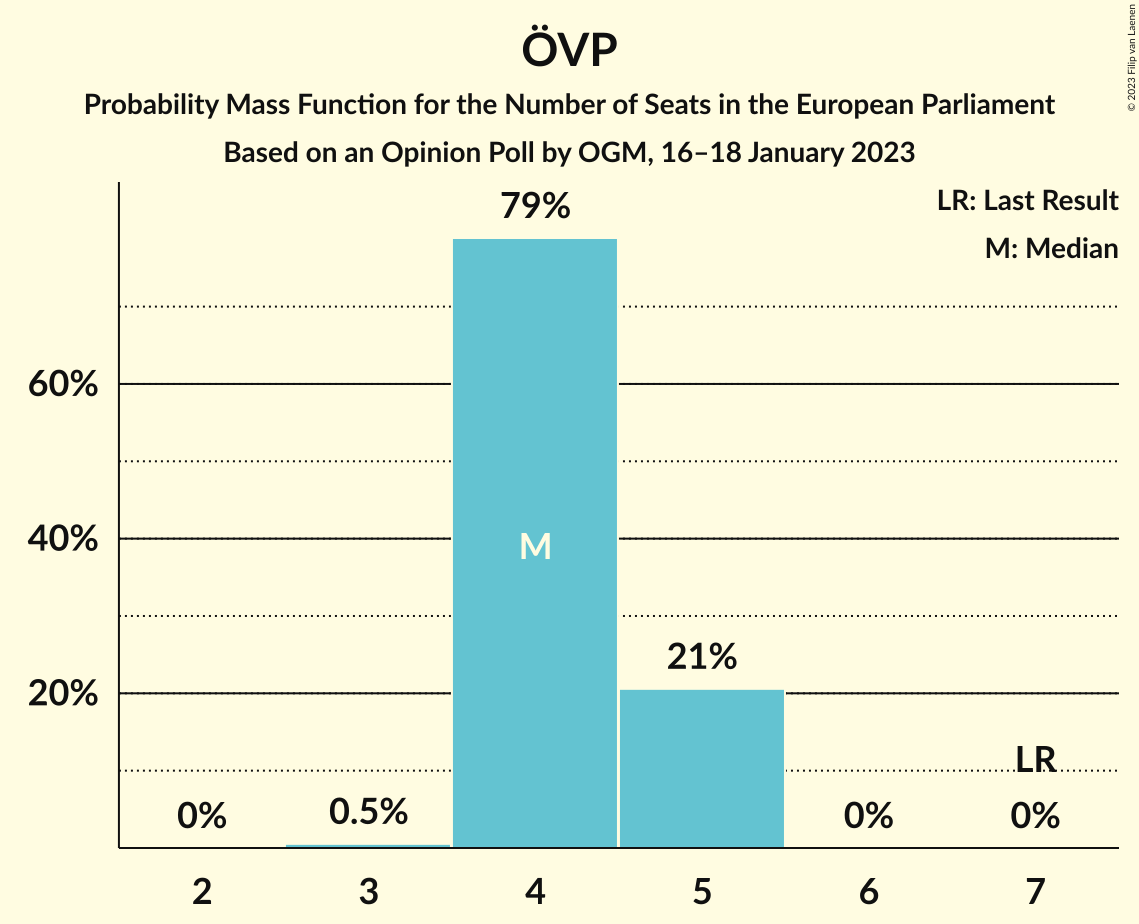 ÖVP
Probability Mass Function for the Number of Seats in the European Parliament
Based on an Opinion Poll by OGM, 16–18 January 2023
© 2023 Filip van Laenen
LR: Last Result
M: Median
79%
60%
40%
M
21%
20%
LR
0%
0.5%
0%
0%
2
3
4
5
6
7